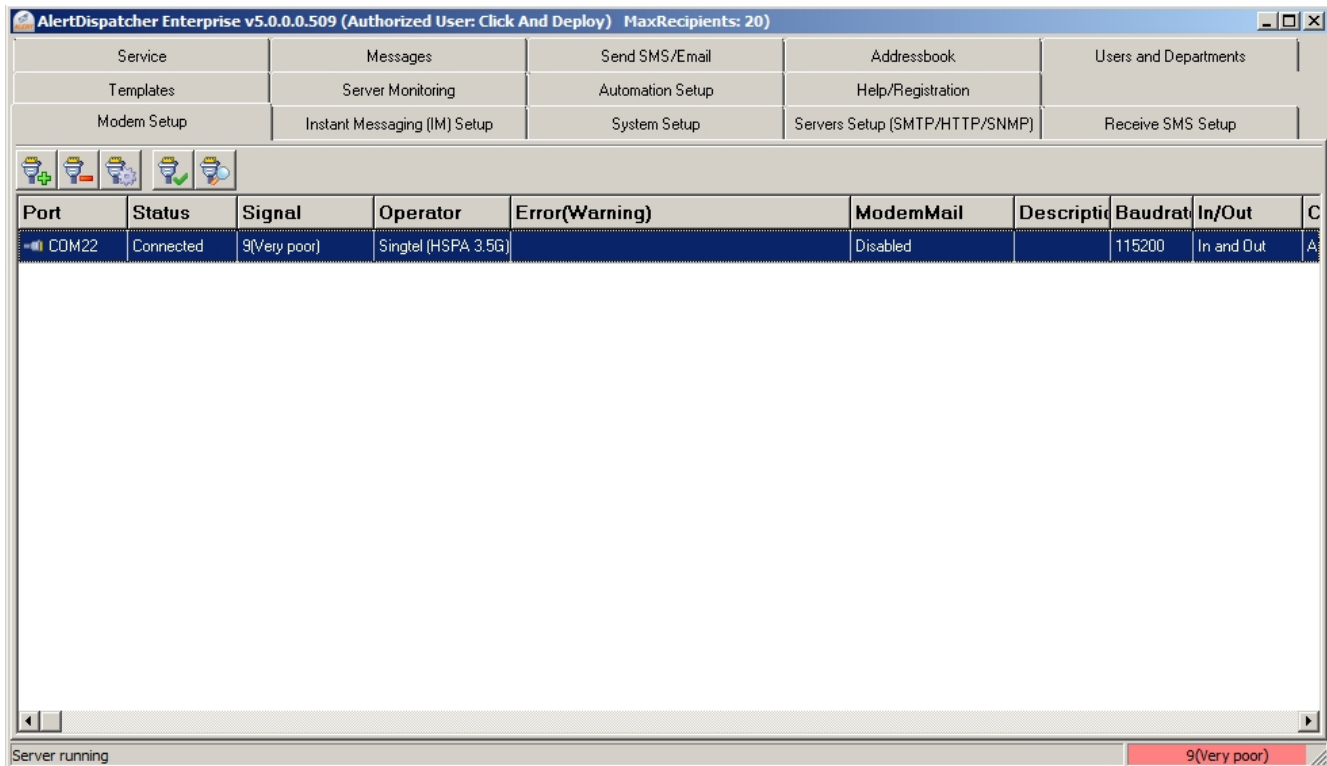 AlertDispatcher Enterprise v5.0.0.0.509 (Authorized User: Click And Deploy) MaxRecipients: 20)
Service Messages Send SMS/Email Addressbook Users and Departments
Templates Server Monitoring Automation Setup Help/Registration
Modem Setup Instant Messaging (IM) Setup System Setup Servers Setup (SMTP/HTTP/SNMP) Receive SMS Setup
Port Status Signal Operator Error(Warning) ModemMail Descriptio Baudrat In/Out C
COM22 Connected 9(Very poor) Singtel (HSPA 3.5G) Disabled 115200 In and Out A
Server running 9(Very poor)